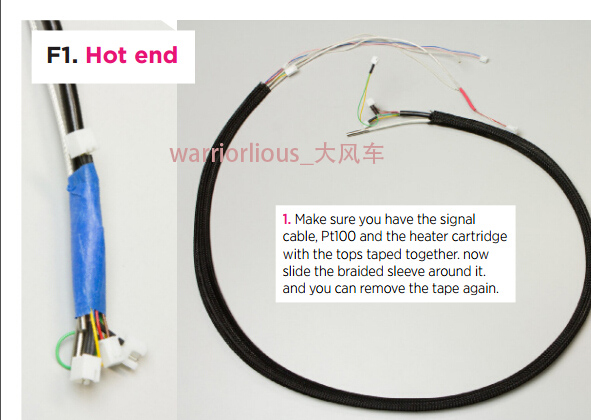 F1. Hot end
warriorlious_大风车
1. Make sure you have the signal
cable, Pt100 and the heater cartridge
with the tops taped together. now
slide the braided sleeve around it.
and you can remove the tape again.